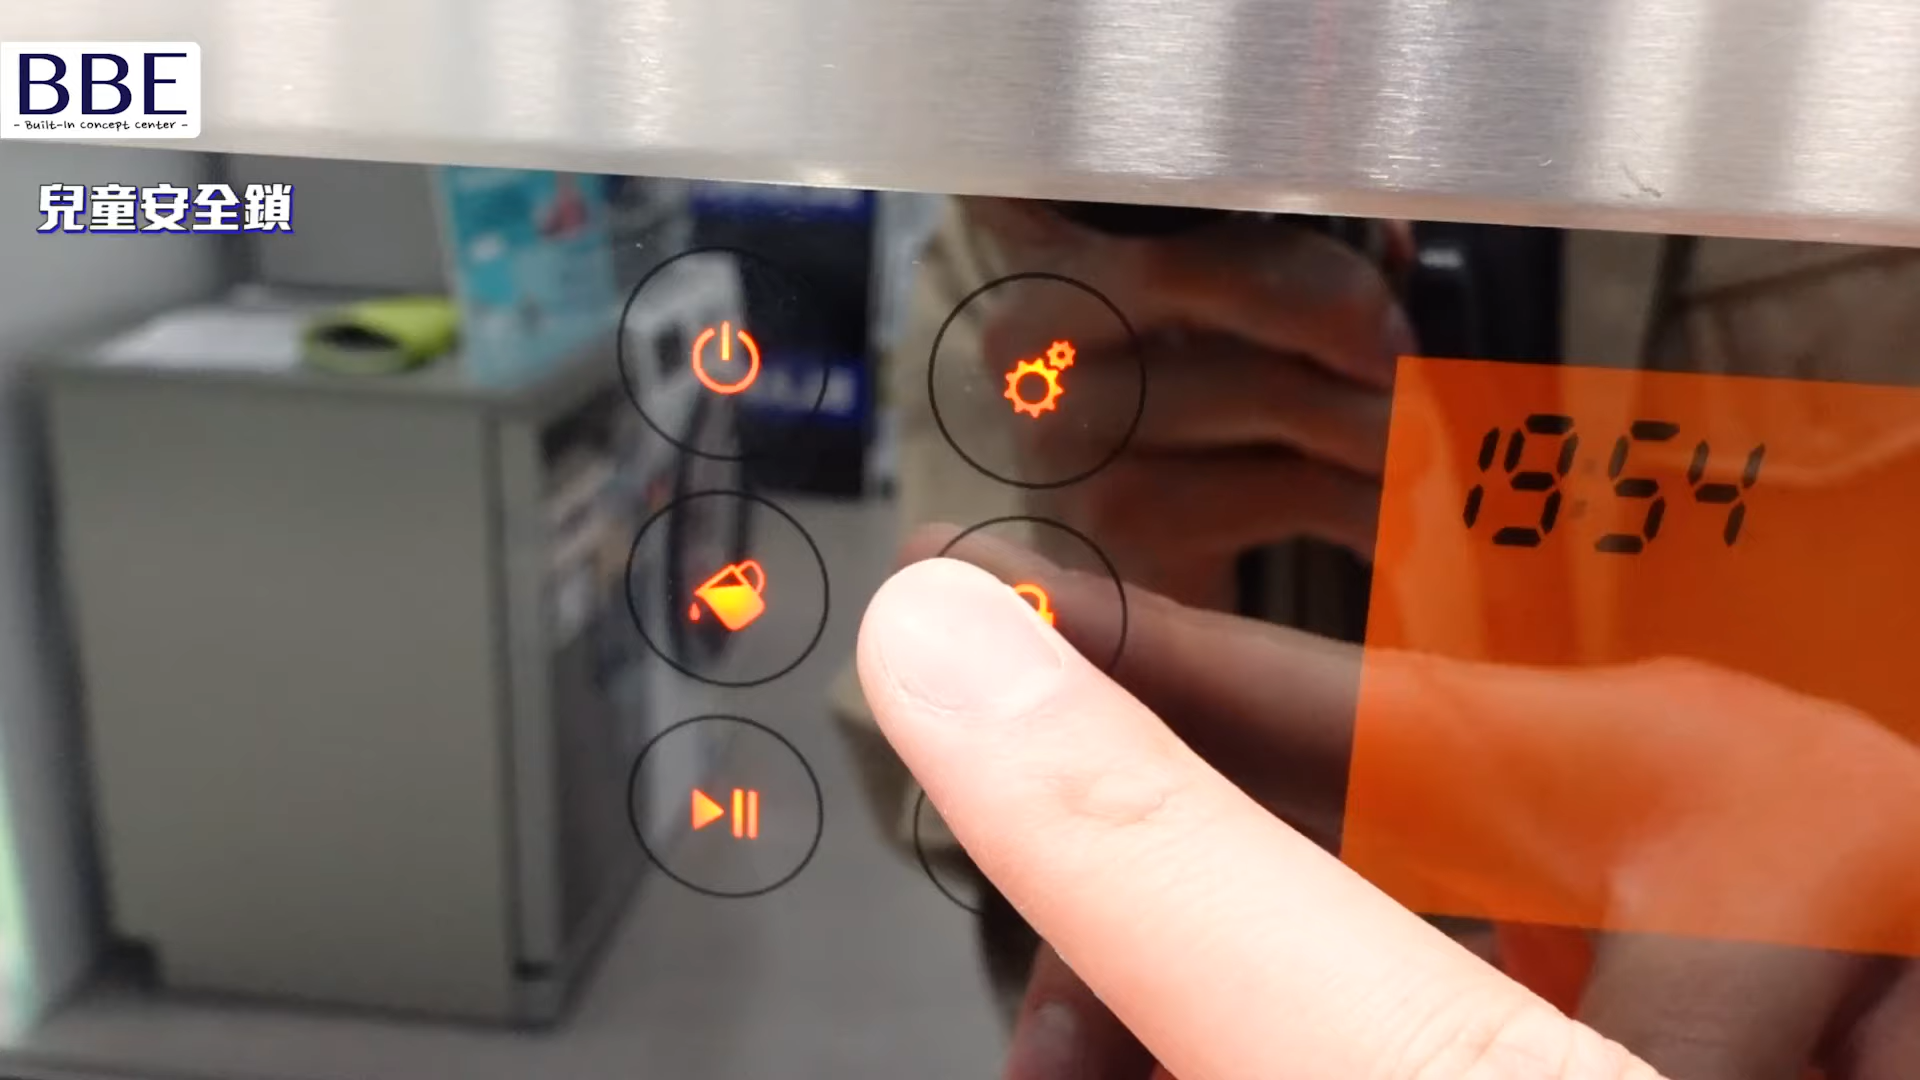 BBE
- Built-In concept center -
兒童安全鎖
19:54